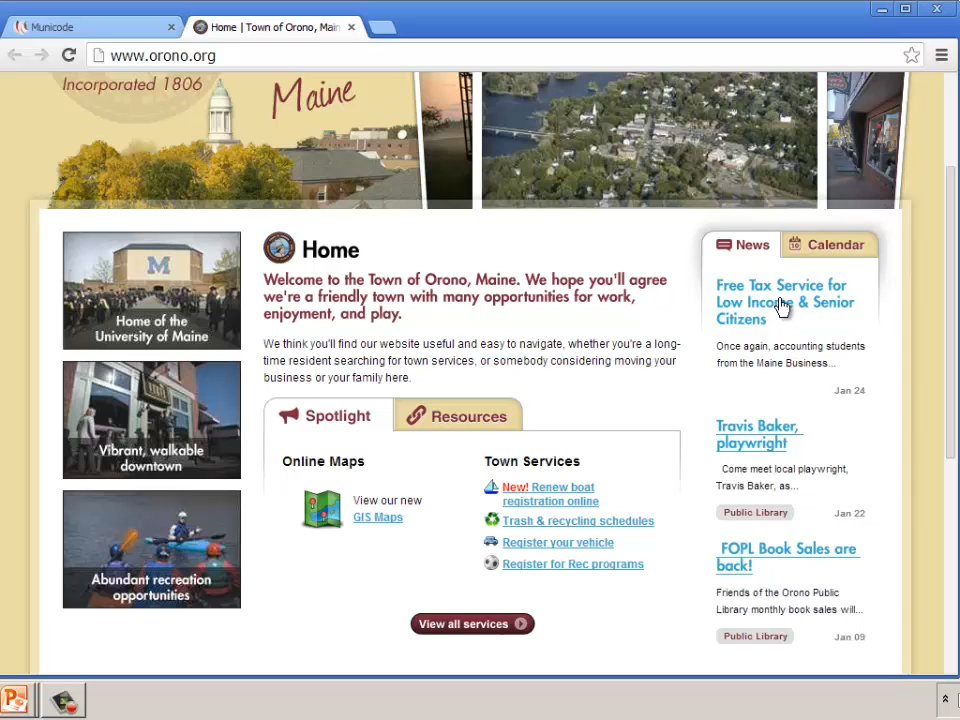 Municode
Home | Town of Orono, Main
www.orono.org
Incorporated 1806
Maine
M
Home of the
University of Maine
Vibrant, walkable
downtown
Abundant recreation
opportunities
Home
Welcome to the Town of Orono, Maine. We hope you'll agree
we're a friendly town with many opportunities for work,
enjoyment, and play.
We think you'll find our website useful and easy to navigate, whether you're a long-
time resident searching for town services, or somebody considering moving your
business or your family here.
Spotlight
Resources
Online Maps
View our new
GIS Maps
Town Services
New! Renew boat
registration online
Trash & recycling schedules
Register your vehicle
Register for Rec programs
View all services
News
10
Calendar
Free Tax Service for
Low Income & Senior
Citizens
Once again, accounting students
from the Maine Business...
Jan 24
Travis Baker,
playwright
Come meet local playwright,
Travis Baker, as...
Public Library
Jan 22
FOPL Book Sales are
back!
Friends of the Orono Public
Library monthly book sales will...
Public Library
Jan 09